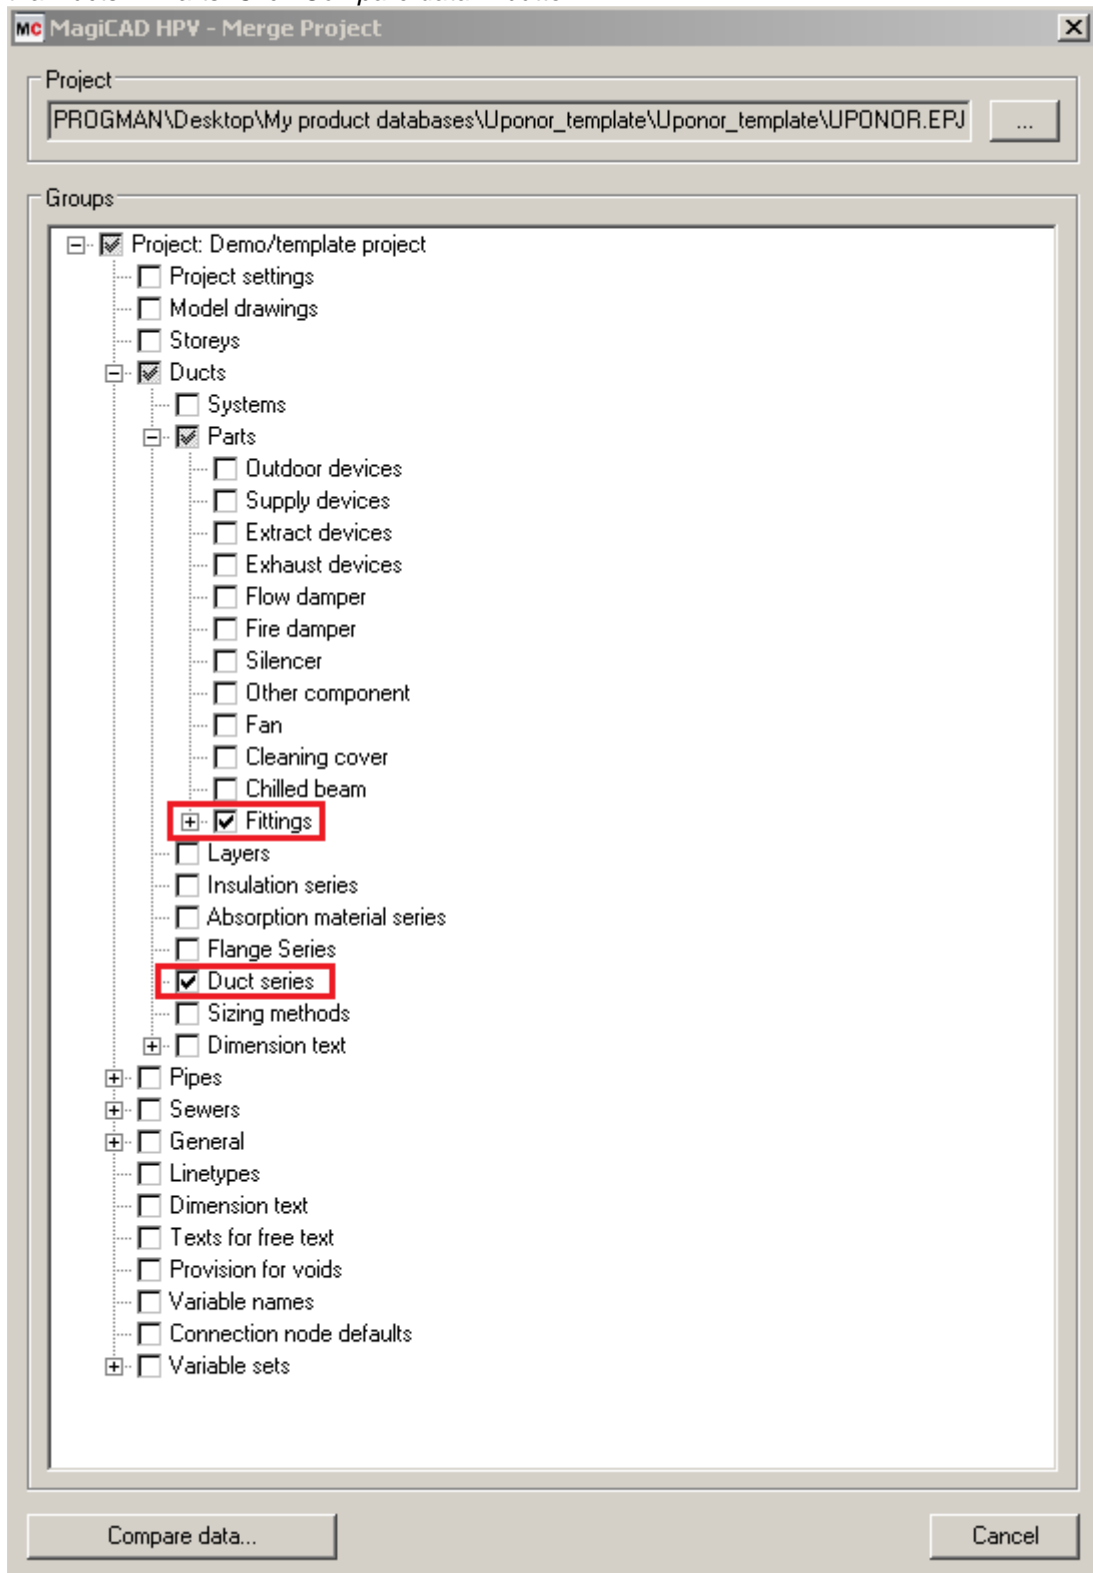 MC MagiCAD HPV - Merge Project
Project
PROGMAN\Desktop\My product databases\Uponor_template\Uponor_template\UPONOR.EPJ ...
Groups
Project: Demo/template project
Project settings
Model drawings
Storeys
Ducts
Systems
Parts
Outdoor devices
Supply devices
Extract devices
Exhaust devices
Flow damper
Fire damper
Silencer
Other component
Fan
Cleaning cover
Chilled beam
Fittings
Layers
Insulation series
Absorption material series
Flange Series
Duct series
Sizing methods
Dimension text
Pipes
Sewers
General
Linetypes
Dimension text
Texts for free text
Provision for voids
Variable names
Connection node defaults
Variable sets
Compare data... Cancel